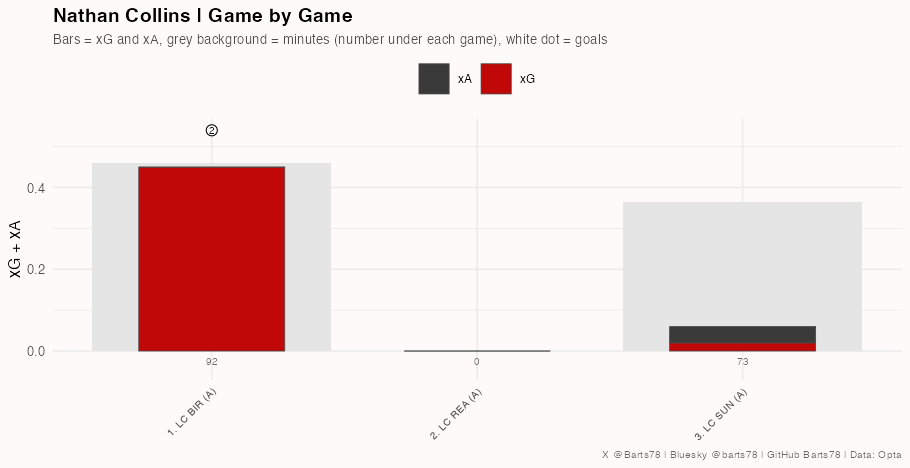 Nathan Collins | Game by Game
Bars = xG and xA, grey background = minutes (number under each game), white dot = goals
xA xG
2
xG + xA
0.4
0.2
0.0
92 0 73
1. LC BIR (A) 2. LC REA (A) 3. LC SUN (A)
X @Barts78 | Bluesky @barts78 | GitHub Barts78 | Data: Opta